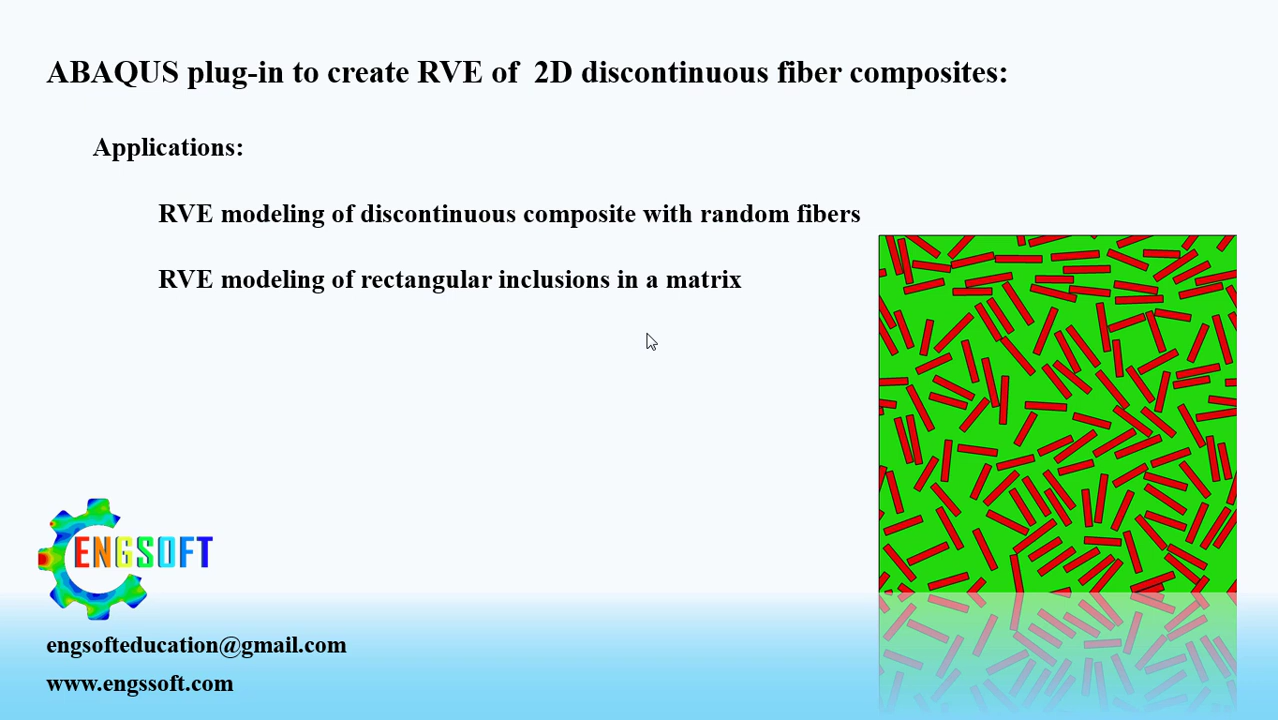 ABAQUS plug-in to create RVE of 2D discontinuous fiber composites:
Applications:
RVE modeling of discontinuous composite with random fibers
RVE modeling of rectangular inclusions in a matrix
ENGSOFT
engsofteducation@gmail.com
www.engssoft.com